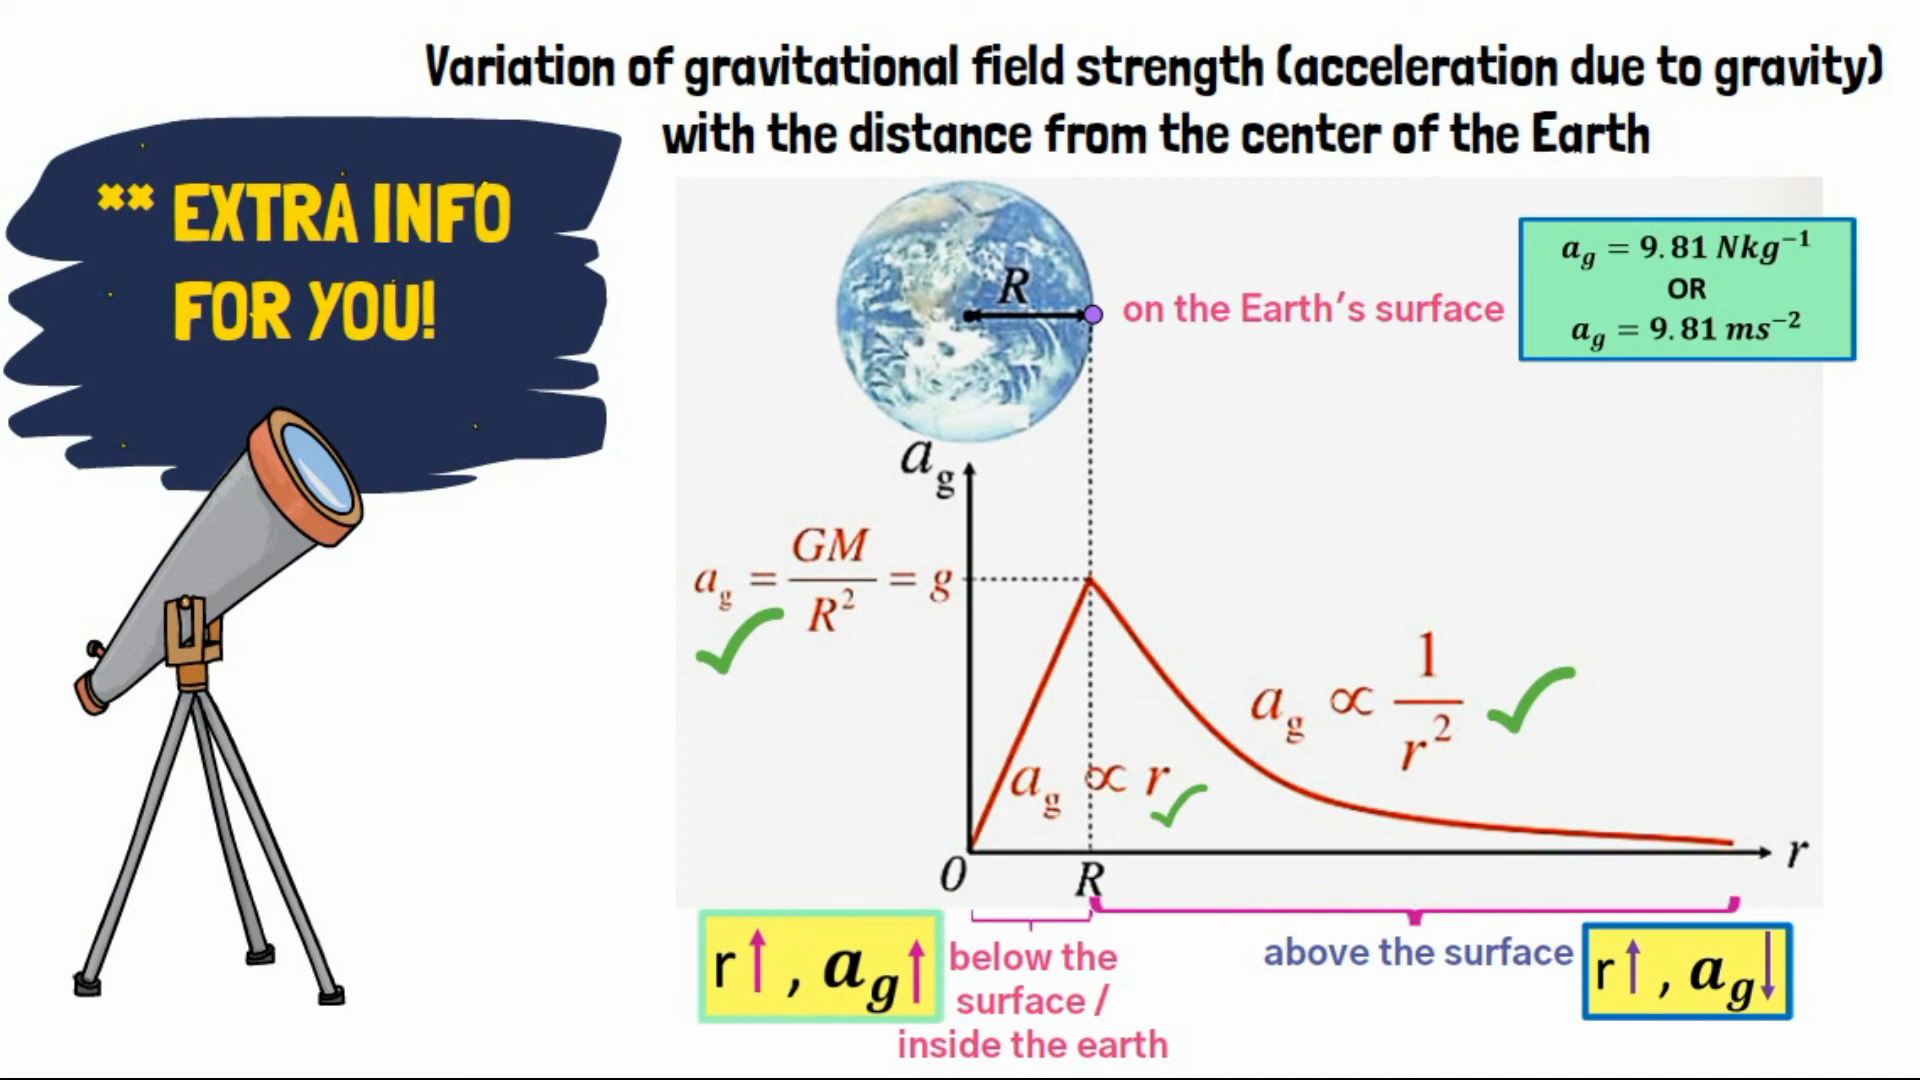 Variation of gravitational field strength (acceleration due to gravity)
with the distance from the center of the Earth
** EXTRA INFO
FOR YOU!
R
on the Earth's surface
a_g = 9.81 Nkg⁻¹
OR
a_g = 9.81 ms⁻²
a_g
a_g = GM/R² = g
a_g ∝ 1/r²
a_g ∝ r
0
R
r
r↑, a_g↑
below the
surface /
inside the earth
above the surface
r↑, a_g↓